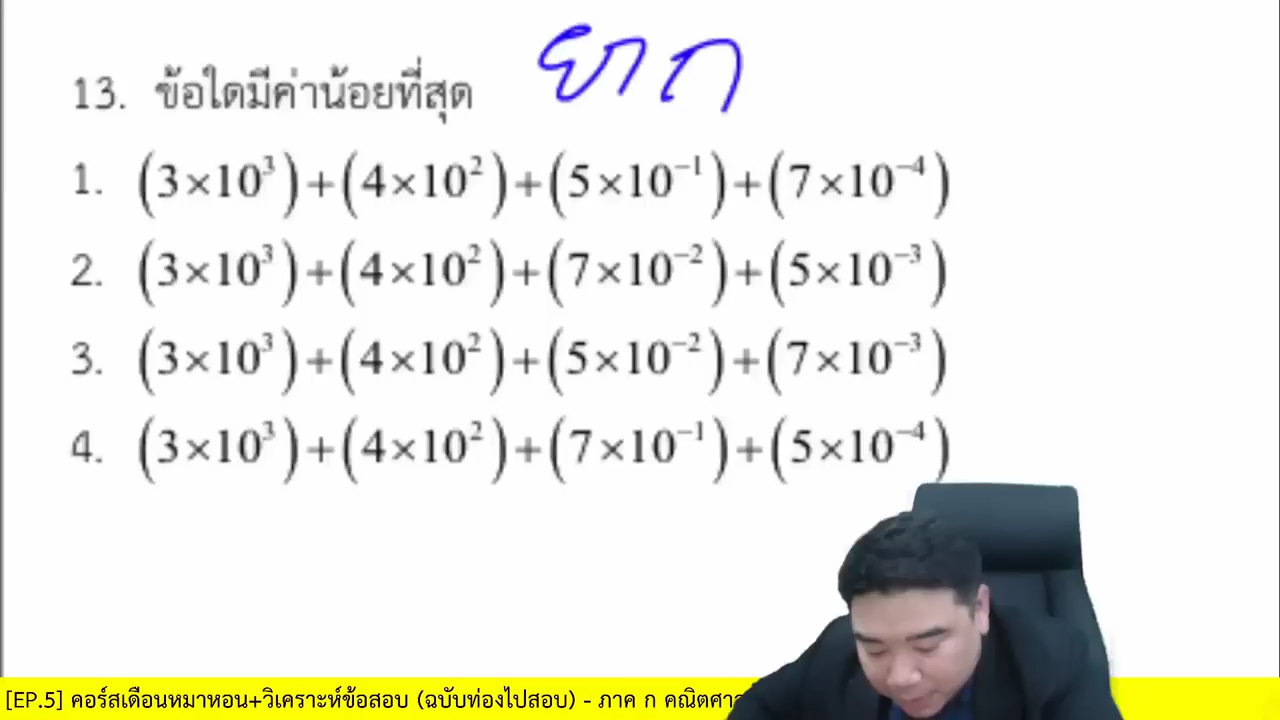 ยาก
13. ข้อใดมีค่าน้อยที่สุด
1. (3×10³)+(4×10²)+(5×10⁻¹)+(7×10⁻⁴)
2. (3×10³)+(4×10²)+(7×10⁻²)+(5×10⁻³)
3. (3×10³)+(4×10²)+(5×10⁻²)+(7×10⁻³)
4. (3×10³)+(4×10²)+(7×10⁻¹)+(5×10⁻⁴)
[EP.5] คอร์สเดือนหมาหอน+วิเคราะห์ข้อสอบ (ฉบับท่องไปสอบ) - ภาค ก